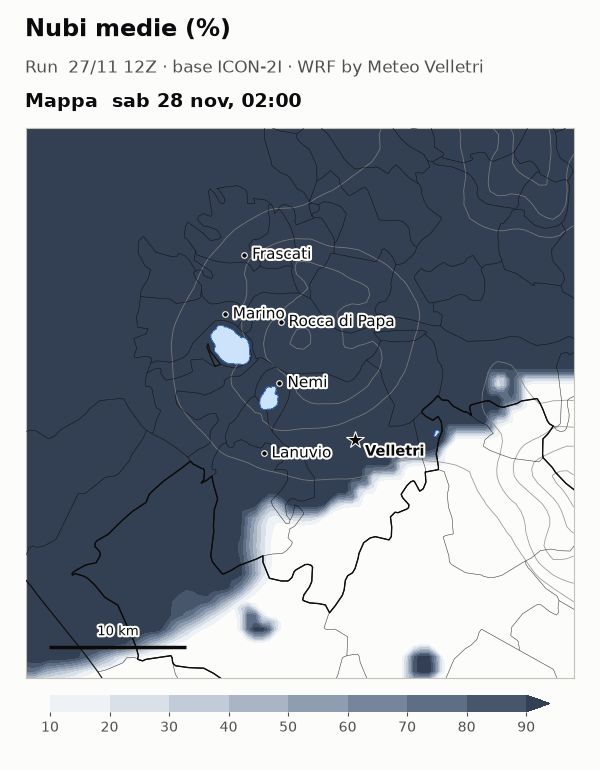 Nubi medie (%)
Run  27/11 12Z · base ICON-2I · WRF by Meteo Velletri
Mappa  sab 28 nov, 02:00
Frascati
Marino
Rocca di Papa
Nemi
Velletri
Lanuvio
10 km
10 20 30 40 50 60 70 80 90